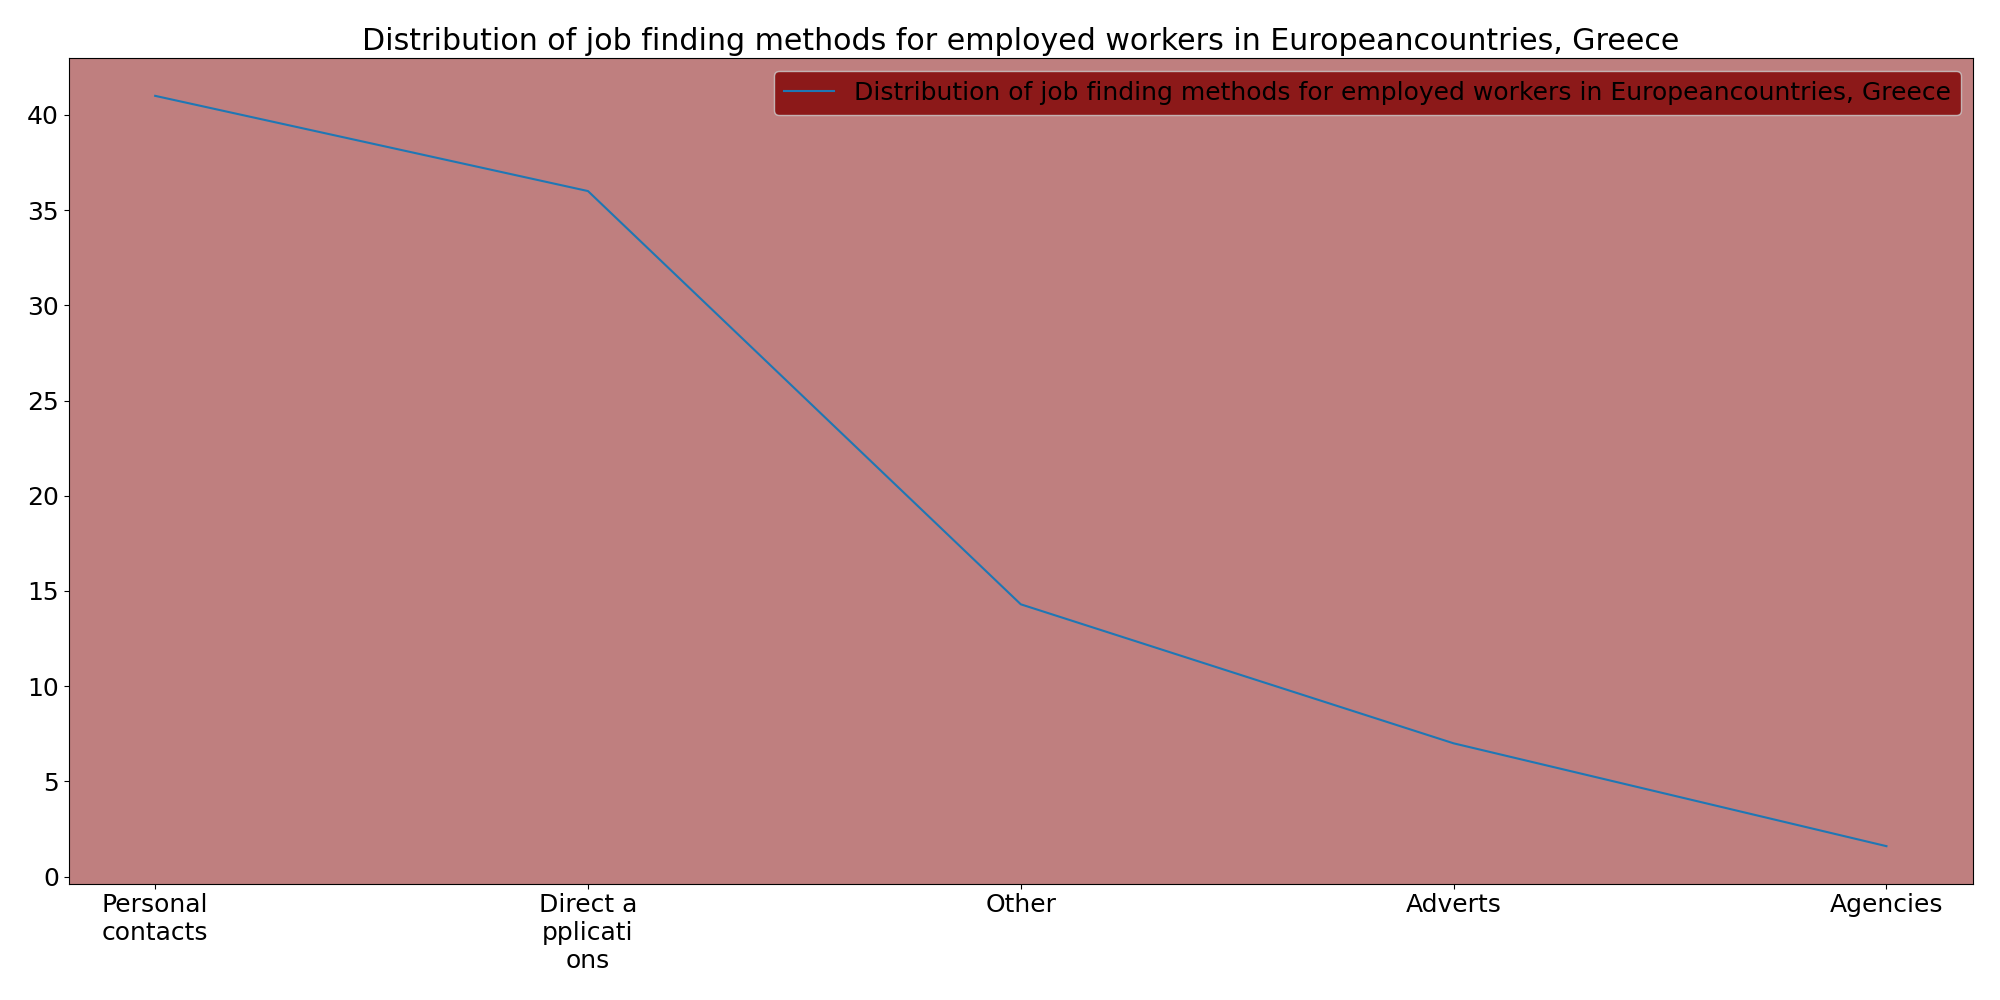 Distribution of job finding methods for employed workers in Europeancountries, Greece
Distribution of job finding methods for employed workers in Europeancountries, Greece
40
35
30
25
20
15
10
5
0
Personal
contacts
Direct a
pplicati
ons
Other
Adverts
Agencies